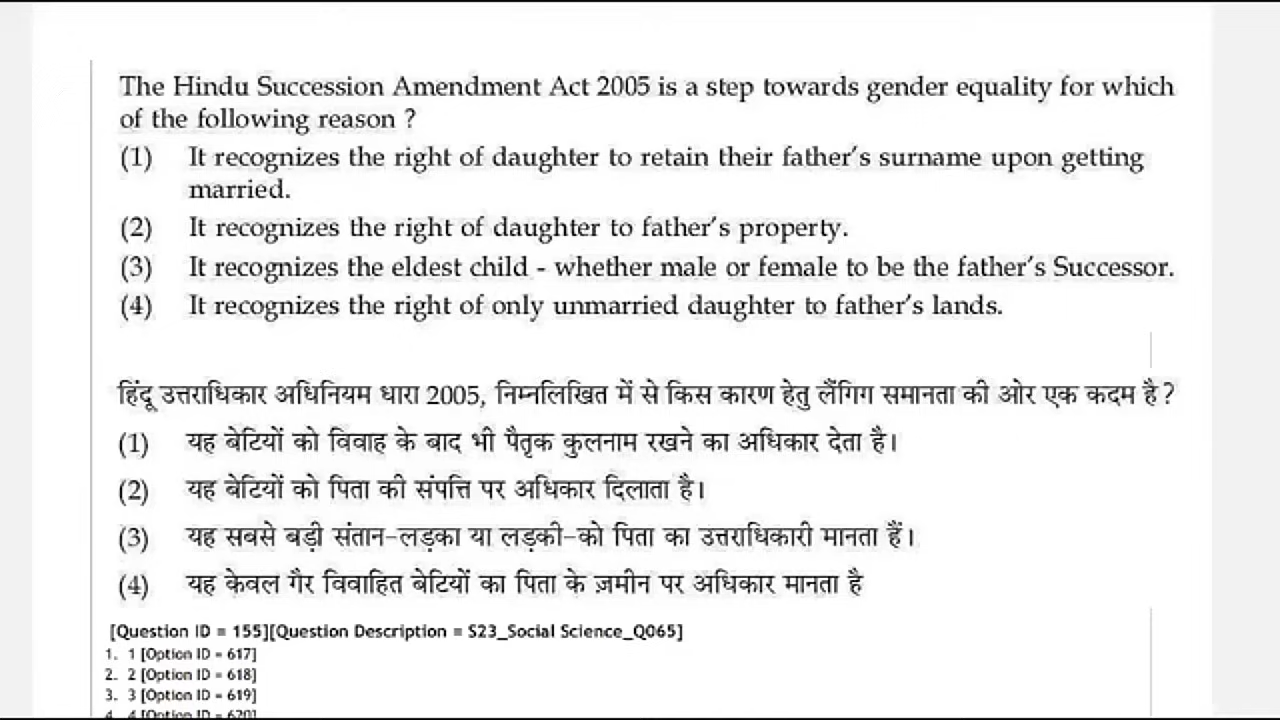 The Hindu Succession Amendment Act 2005 is a step towards gender equality for which
of the following reason ?
(1) It recognizes the right of daughter to retain their father's surname upon getting
married.
(2) It recognizes the right of daughter to father's property.
(3) It recognizes the eldest child - whether male or female to be the father's Successor.
(4) It recognizes the right of only unmarried daughter to father's lands.
हिंदू उत्तराधिकार अधिनियम धारा 2005, निम्नलिखित में से किस कारण हेतु लैंगिग समानता की ओर एक कदम है ?
(1) यह बेटियों को विवाह के बाद भी पैतृक कुलनाम रखने का अधिकार देता है।
(2) यह बेटियों को पिता की संपत्ति पर अधिकार दिलाता है।
(3) यह सबसे बड़ी संतान-लड़का या लड़की-को पिता का उत्तराधिकारी मानता हैं।
(4) यह केवल गैर विवाहित बेटियों का पिता के ज़मीन पर अधिकार मानता है
[Question ID = 155][Question Description = S23_Social Science_Q065]
1. 1 [Option ID = 617]
2. 2 [Option ID = 618]
3. 3 [Option ID = 619]
4. 4 [Option ID = 620]